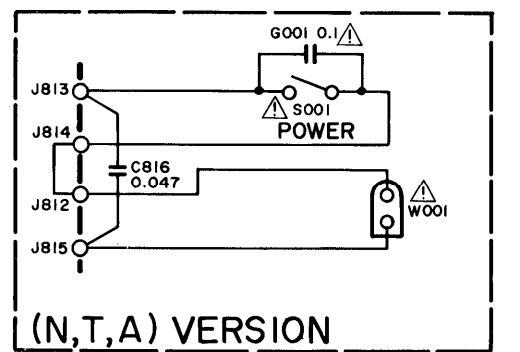 G001 0.1
J813
S001
POWER
J814
C816
0.047
J812
W001
J815
(N,T,A) VERSION